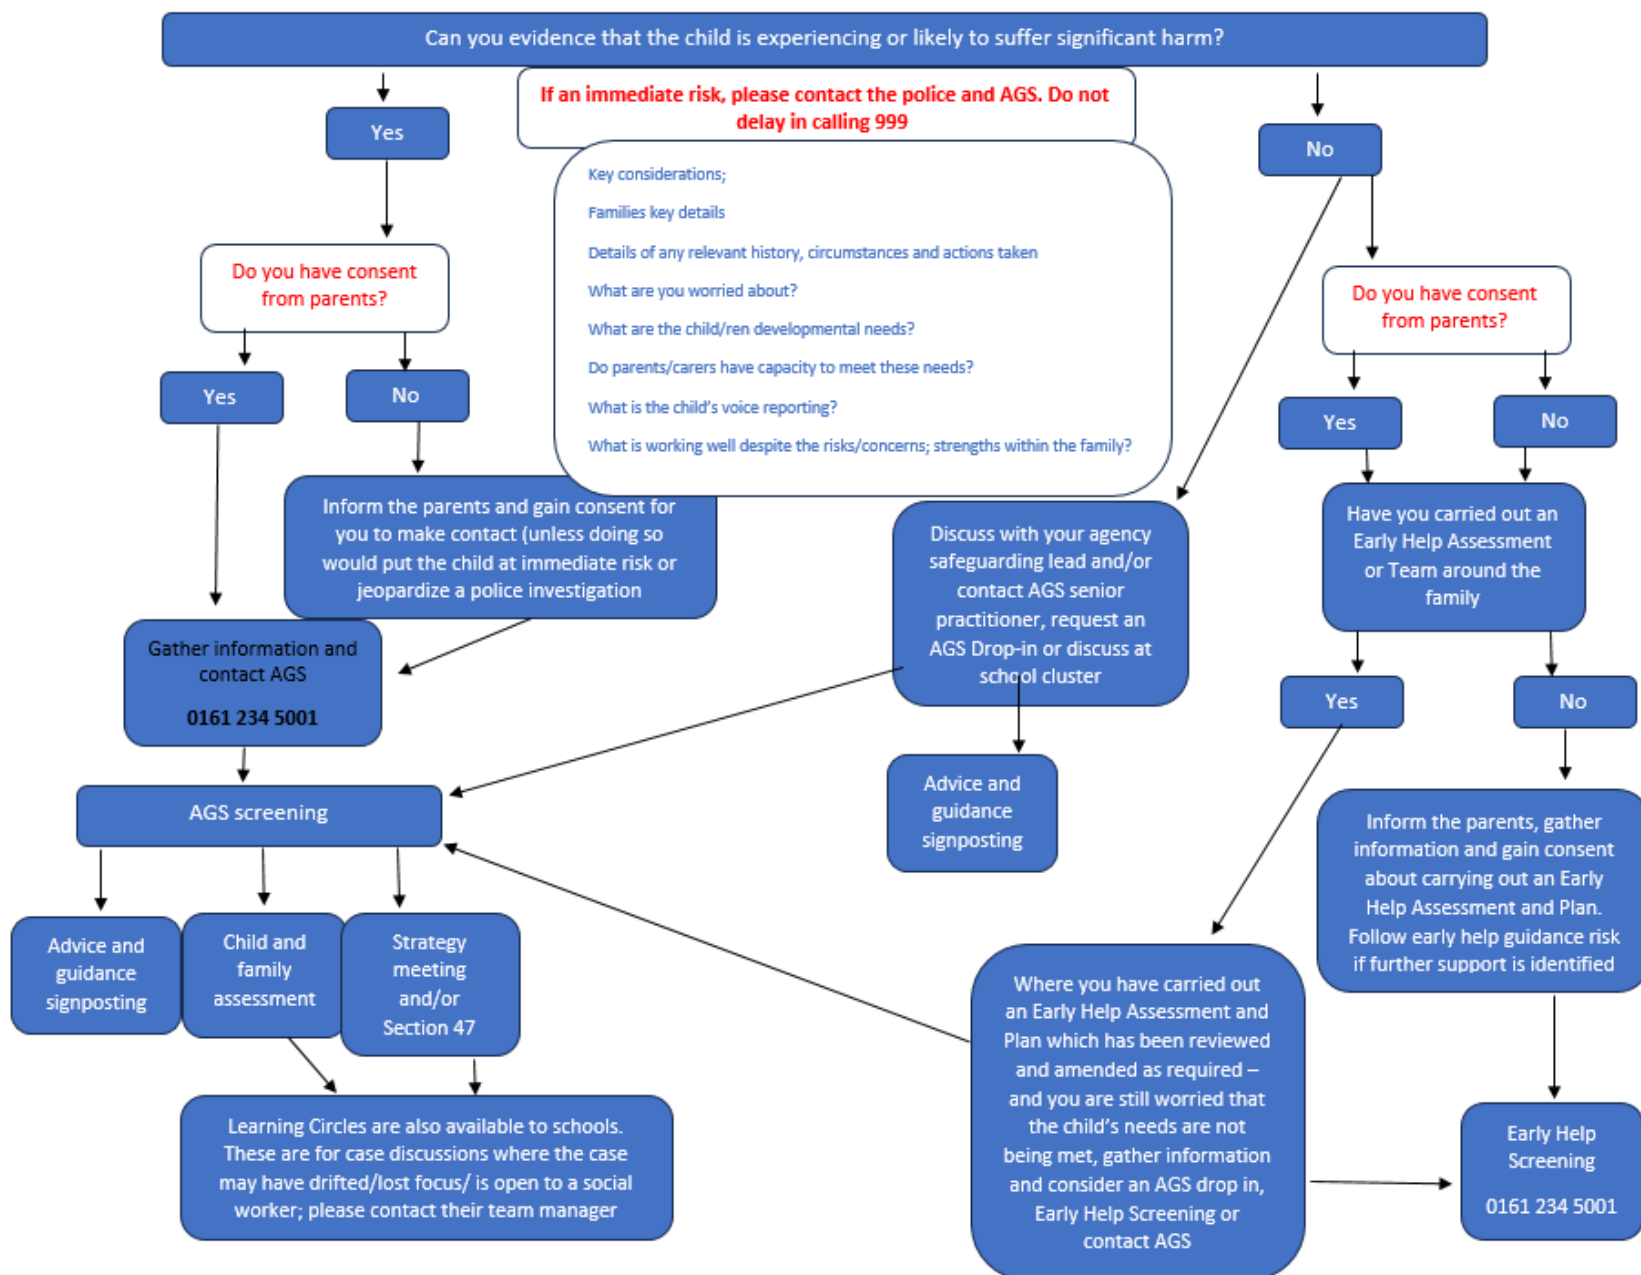 Can you evidence that the child is experiencing or likely to suffer significant harm?
If an immediate risk, please contact the police and AGS. Do not
delay in calling 999
Yes
No
Key considerations;
Families key details
Details of any relevant history, circumstances and actions taken
What are you worried about?
What are the child/ren developmental needs?
Do parents/carers have capacity to meet these needs?
What is the child's voice reporting?
What is working well despite the risks/concerns; strengths within the family?
Do you have consent
from parents?
Do you have consent
from parents?
Yes
No
Yes
No
Inform the parents and gain consent for
you to make contact (unless doing so
would put the child at immediate risk or
jeopardize a police investigation
Discuss with your agency
safeguarding lead and/or
contact AGS senior
practitioner, request an
AGS Drop-in or discuss at
school cluster
Have you carried out an
Early Help Assessment
or Team around the
family
Gather information and
contact AGS
0161 234 5001
Yes
No
AGS screening
Advice and
guidance
signposting
Inform the parents, gather
information and gain consent
about carrying out an Early
Help Assessment and Plan.
Follow early help guidance risk
if further support is identified
Advice and
guidance
signposting
Child and
family
assessment
Strategy
meeting
and/or
Section 47
Where you have carried out
an Early Help Assessment and
Plan which has been reviewed
and amended as required –
and you are still worried that
the child's needs are not
being met, gather information
and consider an AGS drop in,
Early Help Screening or
contact AGS
Learning Circles are also available to schools.
These are for case discussions where the case
may have drifted/lost focus/ is open to a social
worker; please contact their team manager
Early Help
Screening
0161 234 5001